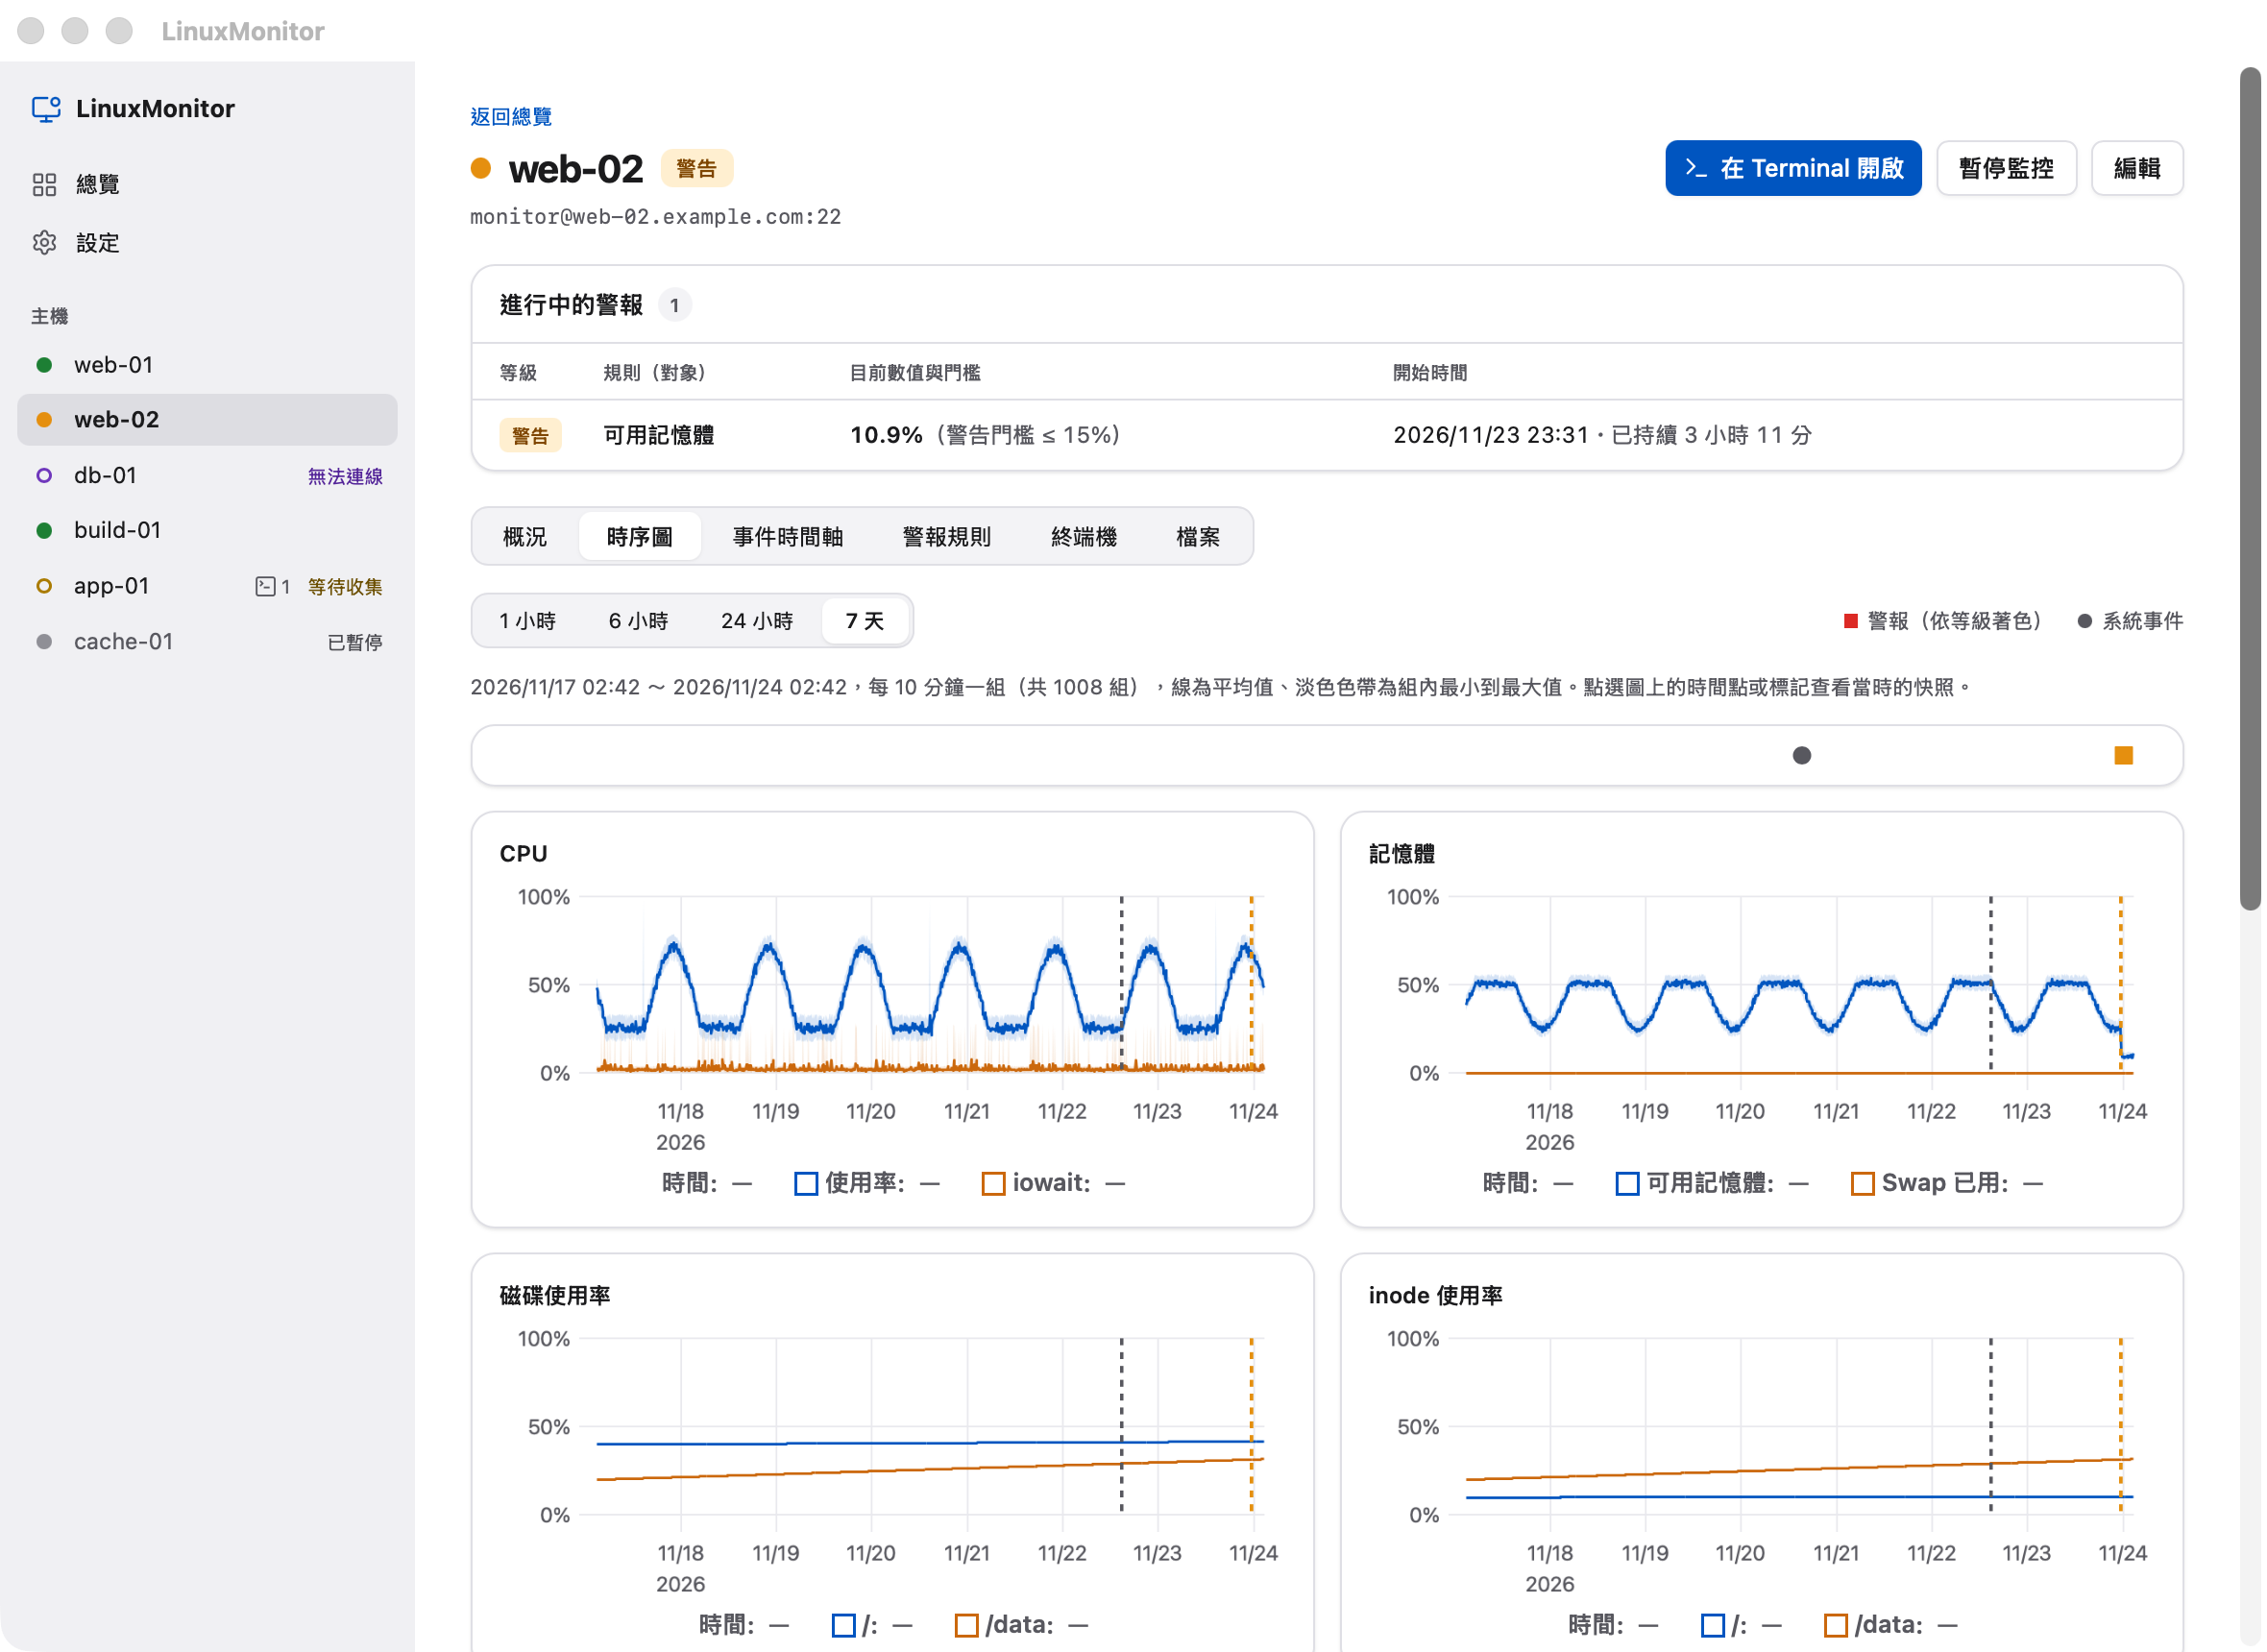 LinuxMonitor
LinuxMonitor
總覽
設定
主機
web-01
web-02
db-01 無法連線
build-01
app-01 1 等待收集
cache-01 已暫停
返回總覽
web-02 警告
monitor@web-02.example.com:22
在 Terminal 開啟 暫停監控 編輯
進行中的警報 1
等級 規則（對象） 目前數值與門檻 開始時間
警告 可用記憶體 10.9%（警告門檻 ≤ 15%） 2026/11/23 23:31・已持續 3 小時 11 分
概況 時序圖 事件時間軸 警報規則 終端機 檔案
1 小時 6 小時 24 小時 7 天
警報（依等級著色） 系統事件
2026/11/17 02:42 ～ 2026/11/24 02:42，每 10 分鐘一組（共 1008 組），線為平均值、淡色色帶為組內最小到最大值。點選圖上的時間點或標記查看當時的快照。
CPU
100%
50%
0%
11/18 11/19 11/20 11/21 11/22 11/23 11/24
2026
時間: — 使用率: — iowait: —
記憶體
100%
50%
0%
11/18 11/19 11/20 11/21 11/22 11/23 11/24
2026
時間: — 可用記憶體: — Swap 已用: —
磁碟使用率
100%
50%
0%
11/18 11/19 11/20 11/21 11/22 11/23 11/24
2026
時間: — /: — /data: —
inode 使用率
100%
50%
0%
11/18 11/19 11/20 11/21 11/22 11/23 11/24
2026
時間: — /: — /data: —